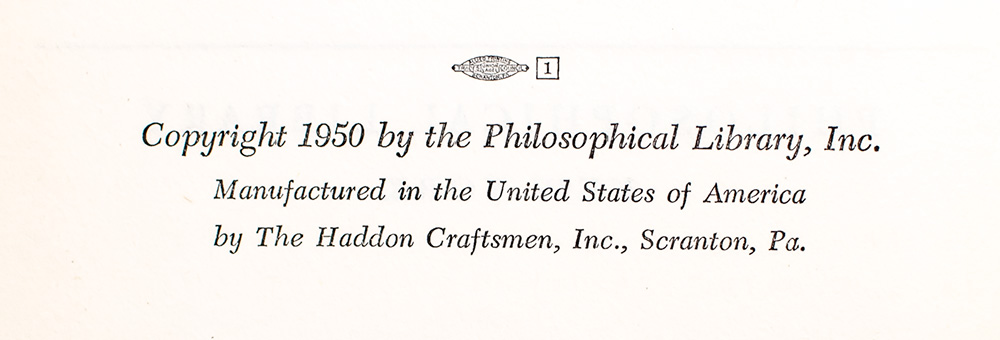 1
Copyright 1950 by the Philosophical Library, Inc.
Manufactured in the United States of America
by The Haddon Craftsmen, Inc., Scranton, Pa.